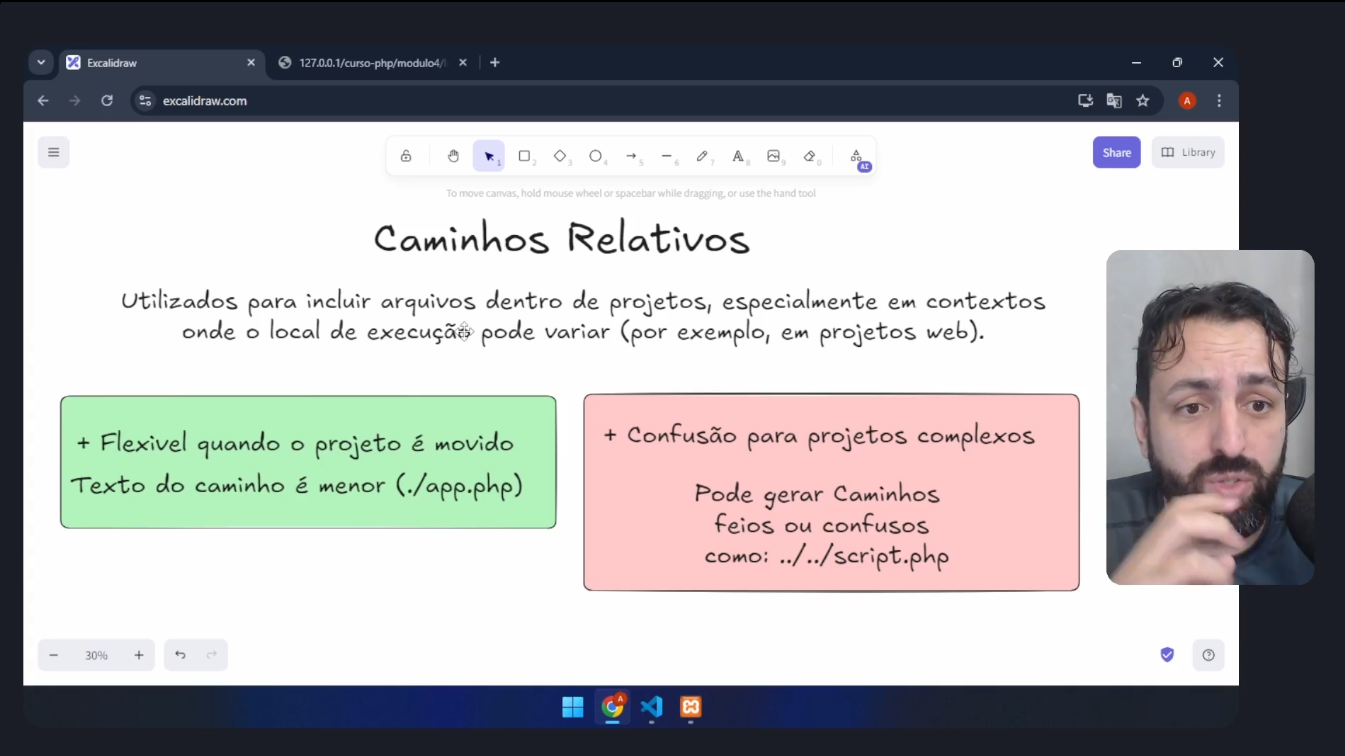 Excalidraw
127.0.0.1/curso-php/modulo4/
excalidraw.com
1
2
3
4
5
6
7
8
9
0
AI
Share
Library
To move canvas, hold mouse wheel or spacebar while dragging, or use the hand tool
Caminhos Relativos
Utilizados para incluir arquivos dentro de projetos, especialmente em contextos
onde o local de execução pode variar (por exemplo, em projetos web).
+ Flexivel quando o projeto é movido
Texto do caminho é menor (./app.php)
+ Confusão para projetos complexos
Pode gerar Caminhos
feios ou confusos
como: ../../script.php
30%
A
A